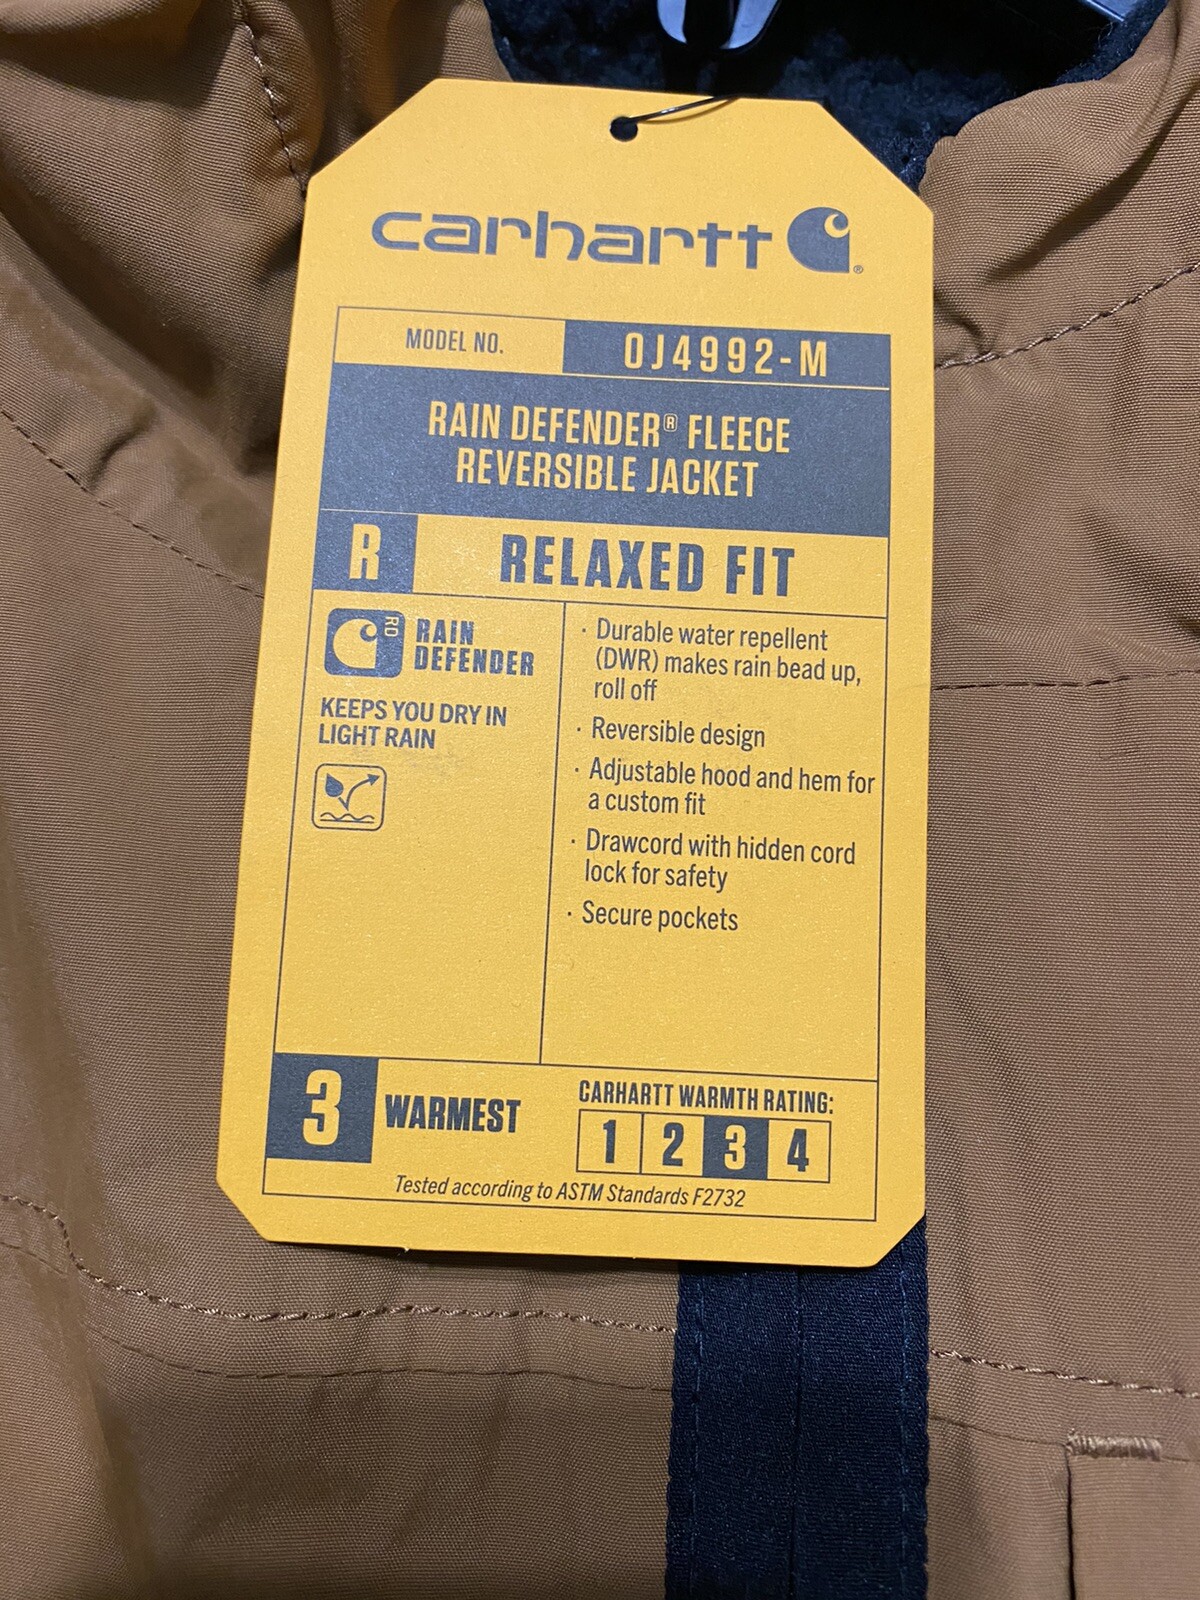 carhartt
MODEL NO. OJ4992-M
RAIN DEFENDER® FLEECE
REVERSIBLE JACKET
R RELAXED FIT
RD
RAIN
DEFENDER
KEEPS YOU DRY IN
LIGHT RAIN
· Durable water repellent
(DWR) makes rain bead up,
roll off
· Reversible design
· Adjustable hood and hem for
a custom fit
· Drawcord with hidden cord
lock for safety
· Secure pockets
3 WARMEST
CARHARTT WARMTH RATING:
1 2 3 4
Tested according to ASTM Standards F2732